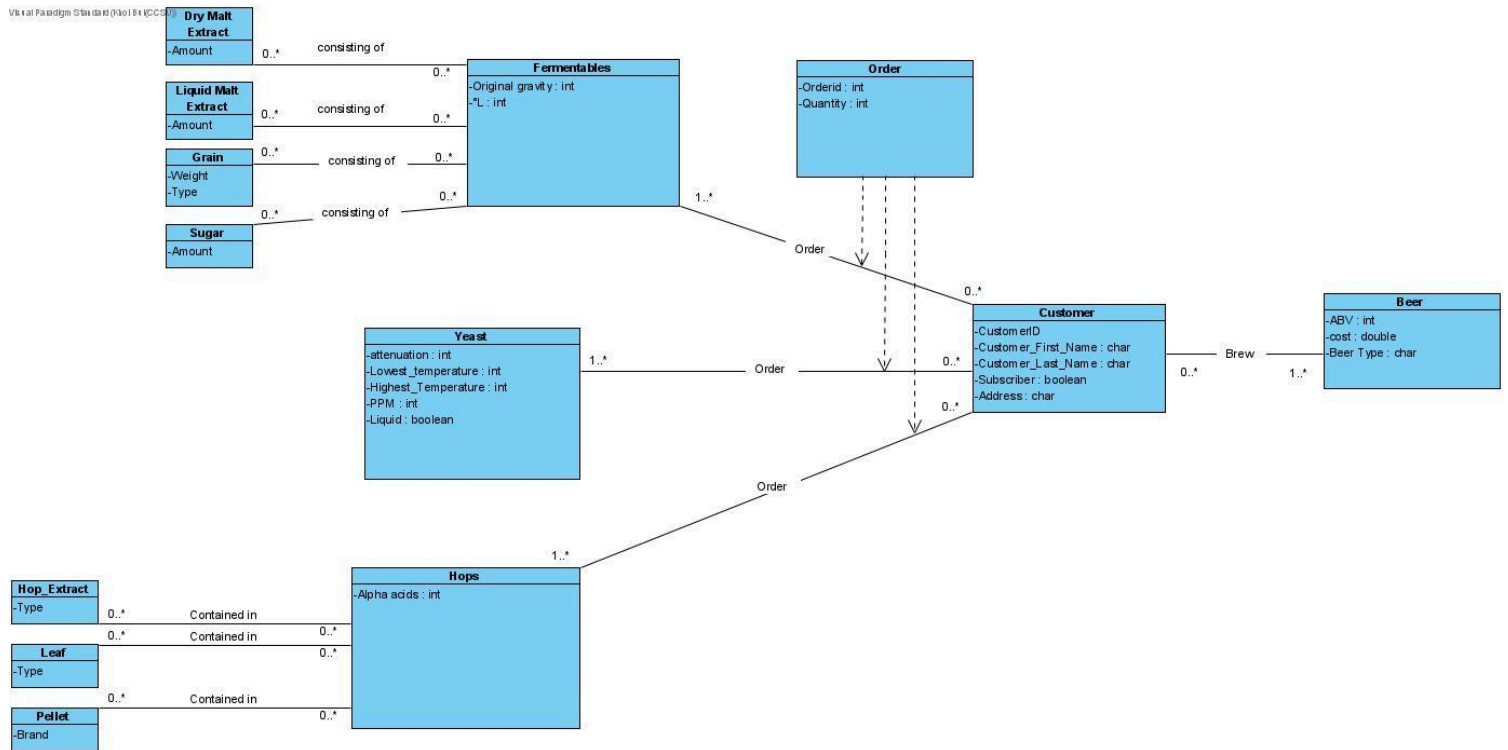 Visual Paradigm Standard
Dry Malt
Extract
-Amount
0..*
consisting of
0..*
Liquid Malt
Extract
-Amount
0..*
consisting of
0..*
Grain
-Weight
-Type
0..*
consisting of
0..*
Sugar
-Amount
0..*
consisting of
0..*
Fermentables
-Original gravity : int
-°L : int
Order
-Orderid : int
-Quantity : int
1..*
Order
0..*
Yeast
-attenuation : int
-Lowest_temperature : int
-Highest_Temperature : int
-PPM : int
-Liquid : boolean
1..*
Order
0..*
Customer
-CustomerID
-Customer_First_Name : char
-Customer_Last_Name : char
-Subscriber : boolean
-Address : char
0..*
Brew
1..*
Beer
-ABV : int
-cost : double
-Beer Type : char
0..*
Order
1..*
Hops
-Alpha acids : int
Hop_Extract
-Type
0..*
Contained in
0..*
Leaf
-Type
0..*
Contained in
0..*
Pellet
-Brand
0..*
Contained in
0..*